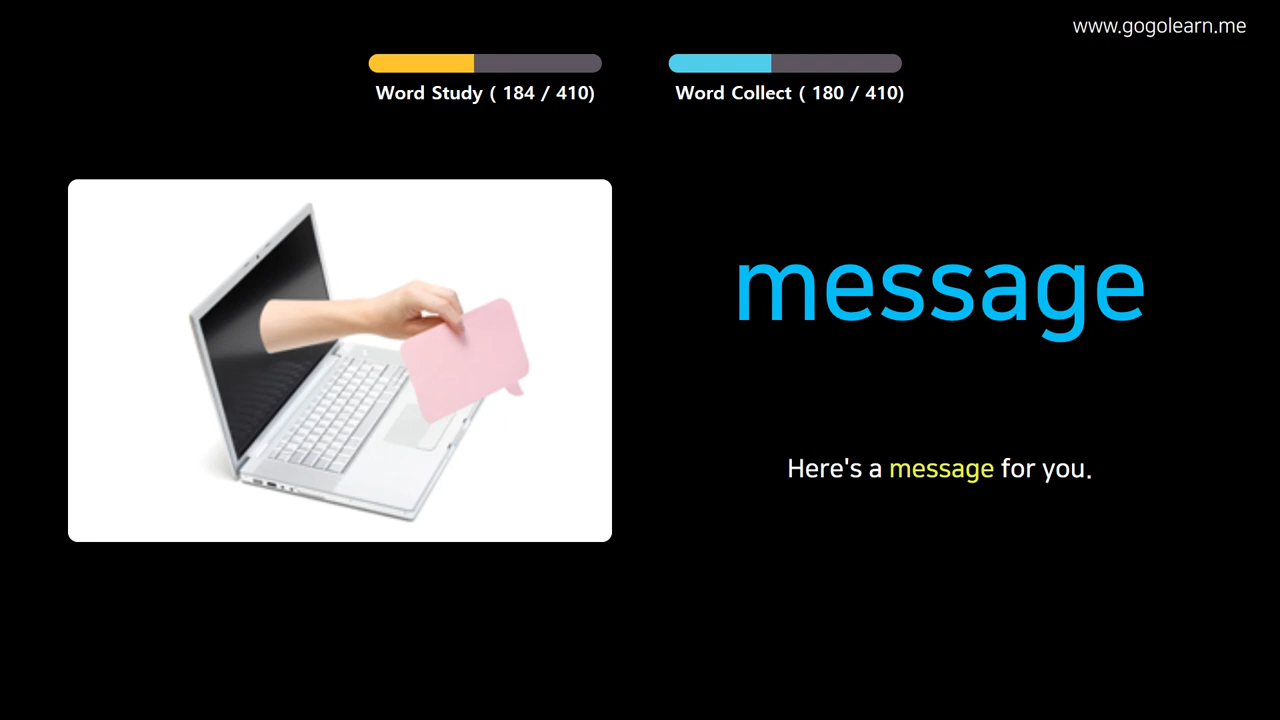 www.gogolearn.me
Word Study ( 184 / 410)
Word Collect ( 180 / 410)
message
Here's a message for you.